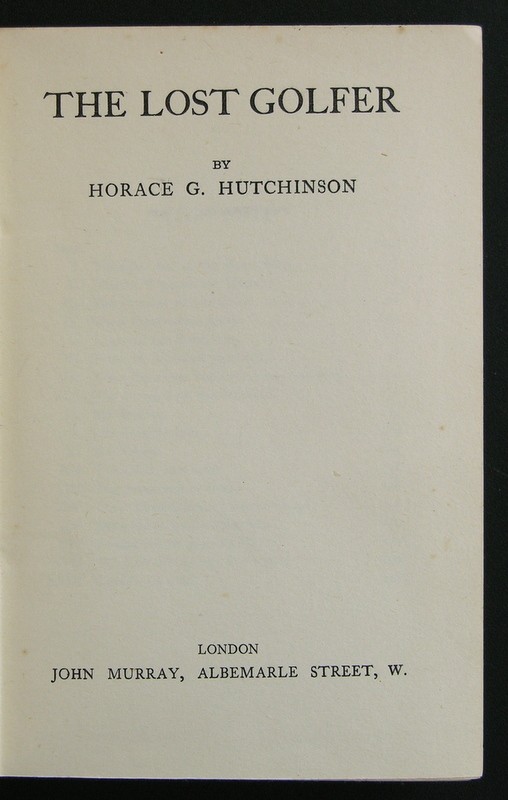 THE LOST GOLFER
BY
HORACE G. HUTCHINSON
LONDON
JOHN MURRAY, ALBEMARLE STREET, W.